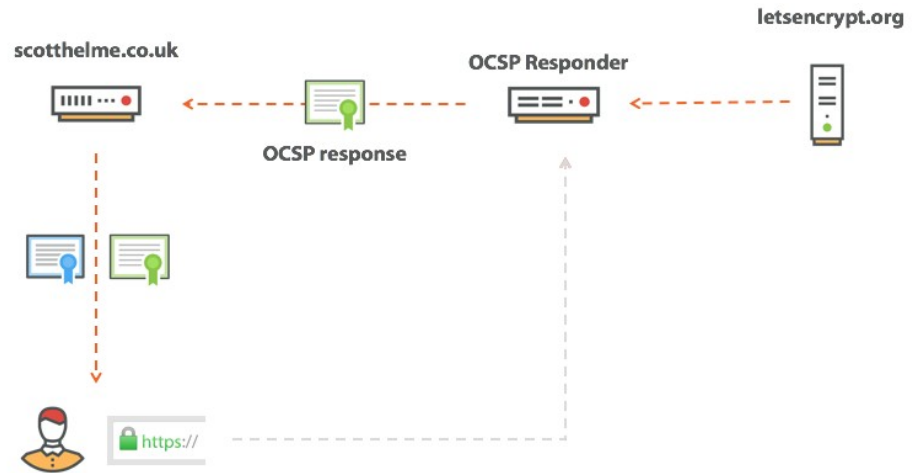 letsencrypt.org
scotthelme.co.uk
OCSP Responder
OCSP response
https://